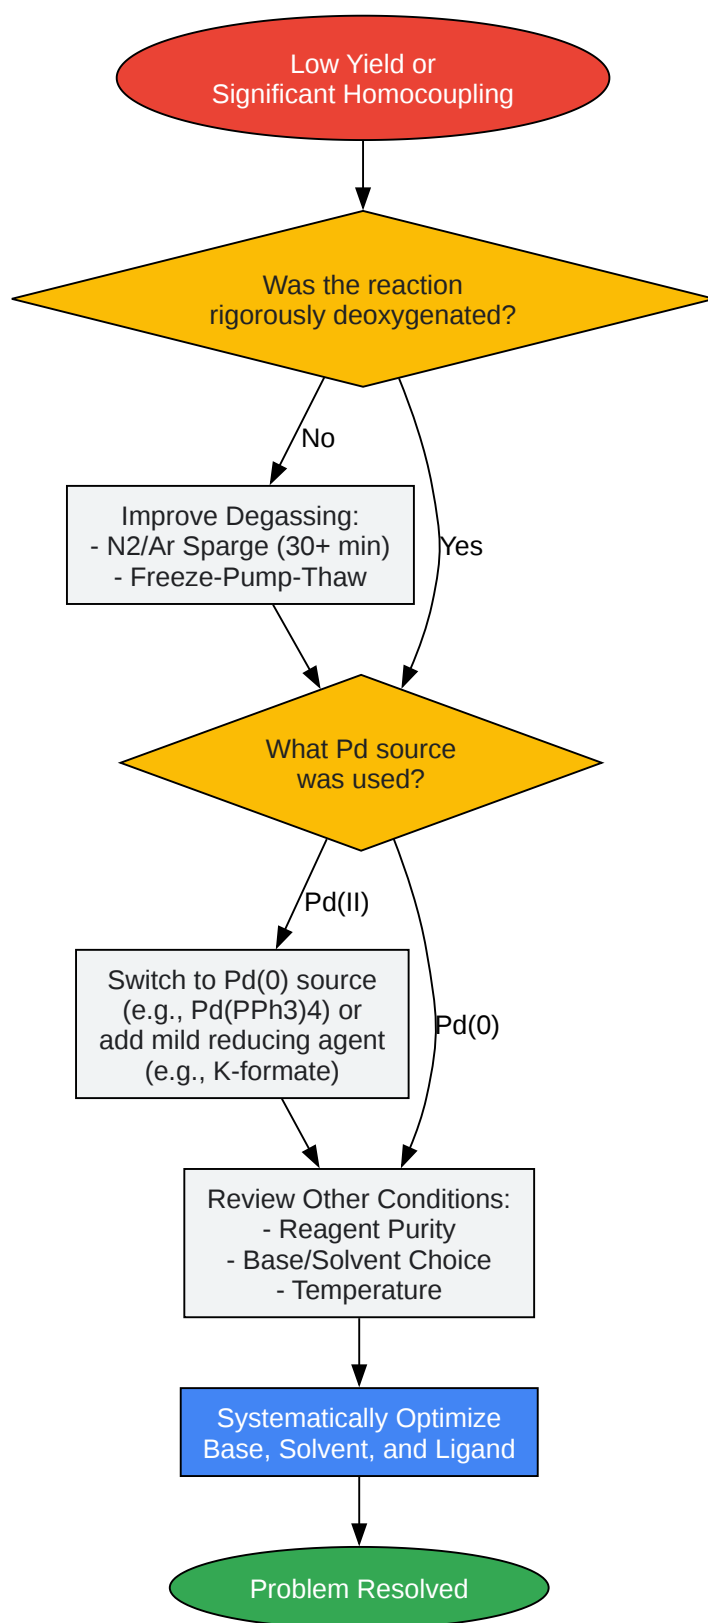 Low Yield or
Significant Homocoupling
Was the reaction
rigorously deoxygenated?
No
Improve Degassing:
- N2/Ar Sparge (30+ min)
- Freeze-Pump-Thaw
Yes
What Pd source
was used?
Pd(II)
Switch to Pd(0) source
(e.g., Pd(PPh3)4) or
add mild reducing agent
(e.g., K-formate)
Pd(0)
Review Other Conditions:
- Reagent Purity
- Base/Solvent Choice
- Temperature
Systematically Optimize
Base, Solvent, and Ligand
Problem Resolved